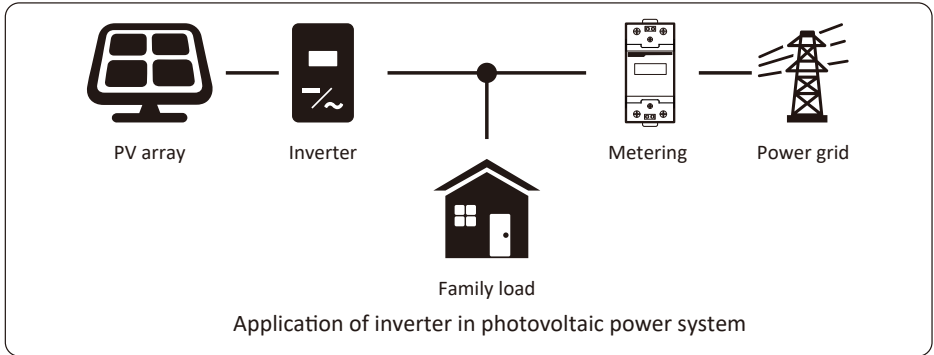 PV array
Inverter
Metering
Power grid
Family load
Application of inverter in photovoltaic power system